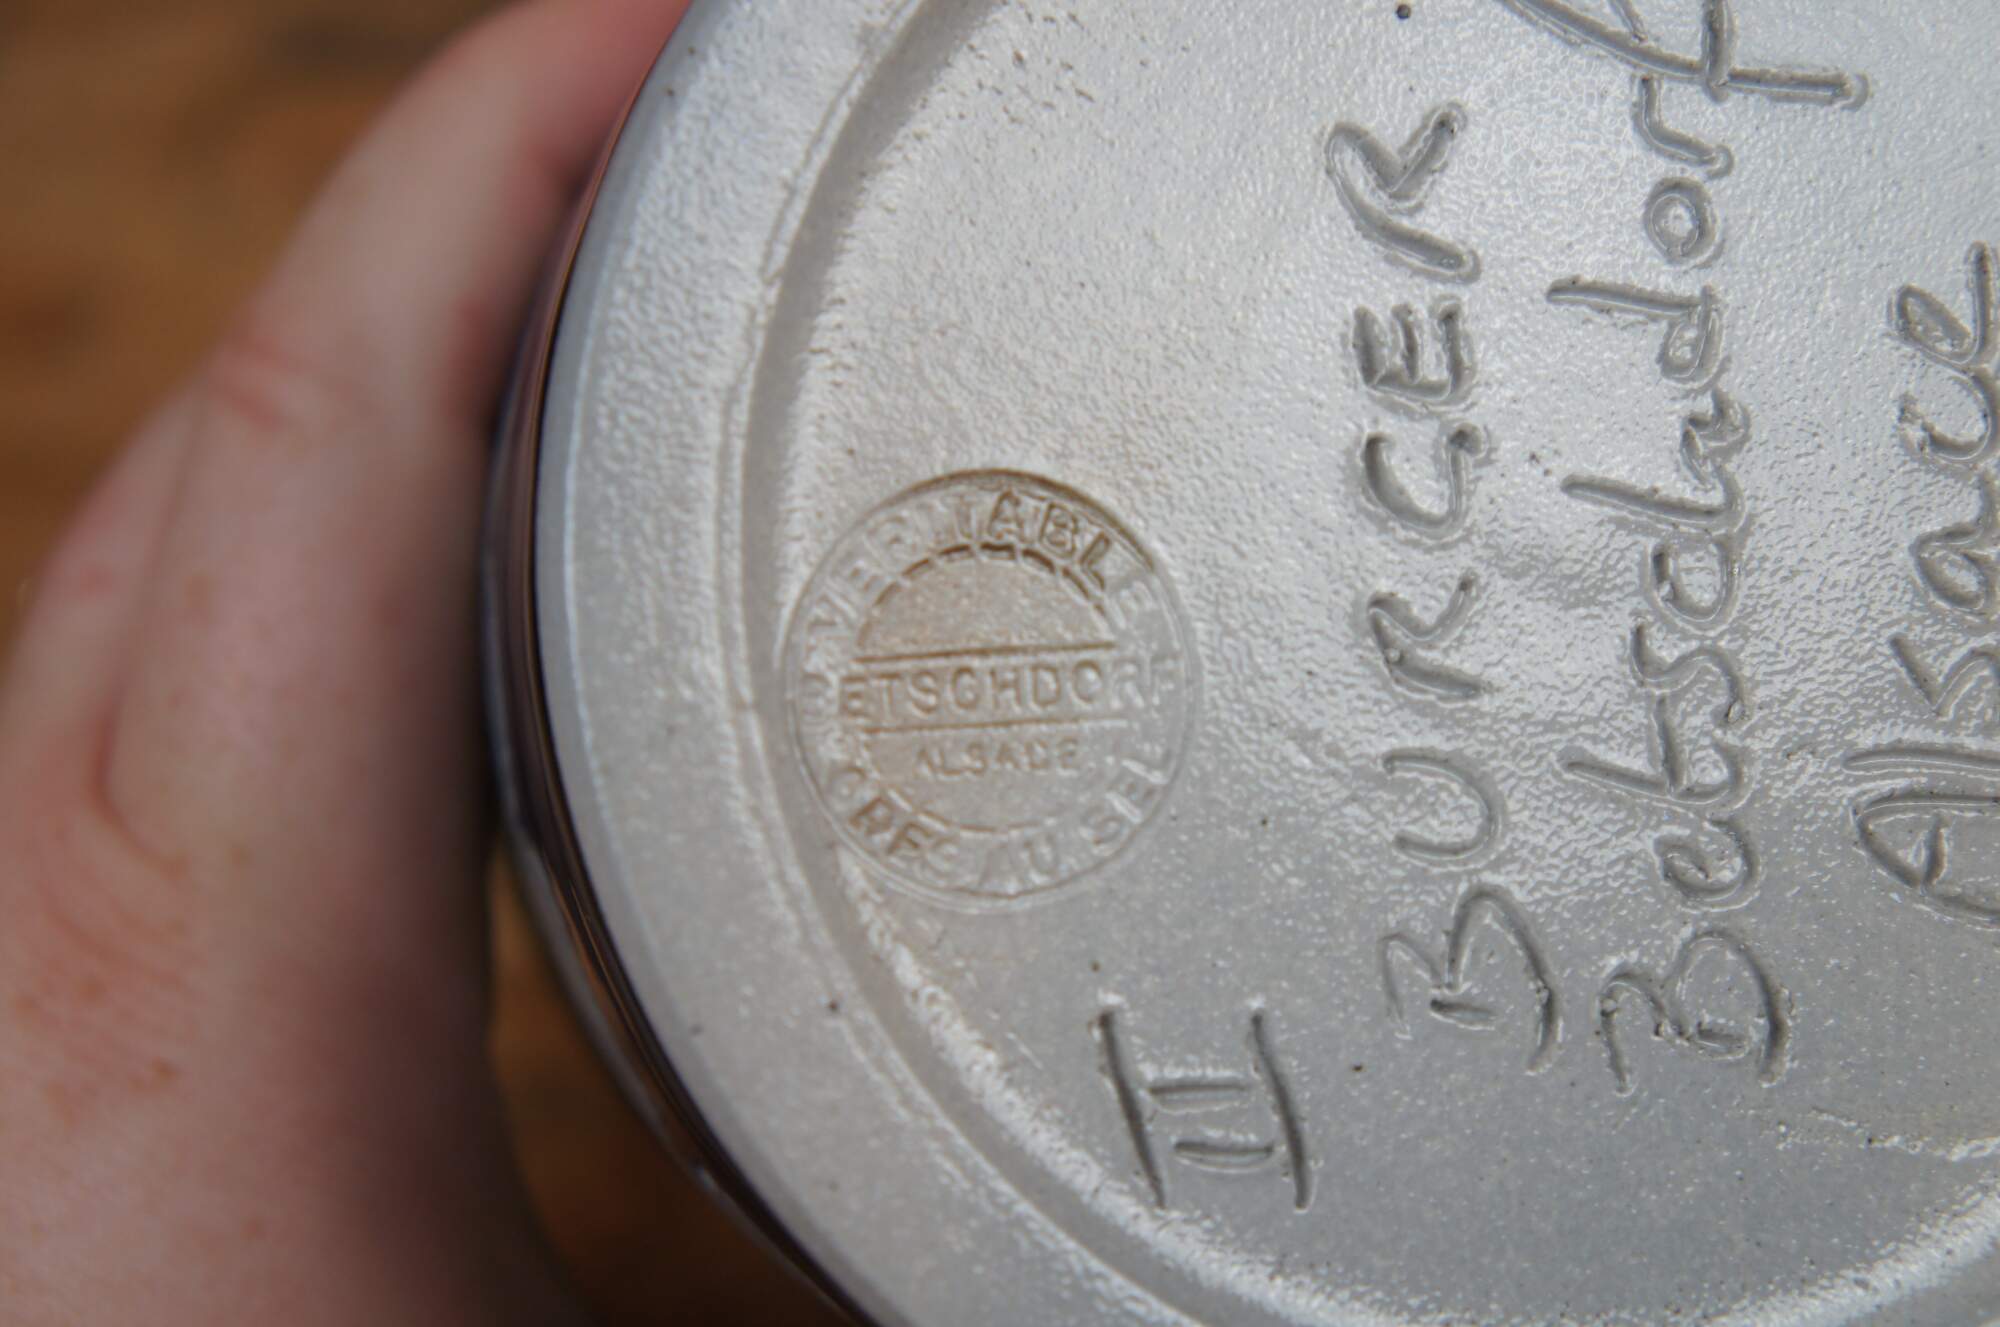 VERITABLE
BETSCHDORF
ALSACE
GRES AU SEL
II
BURGER
Betschdorf
Alsace